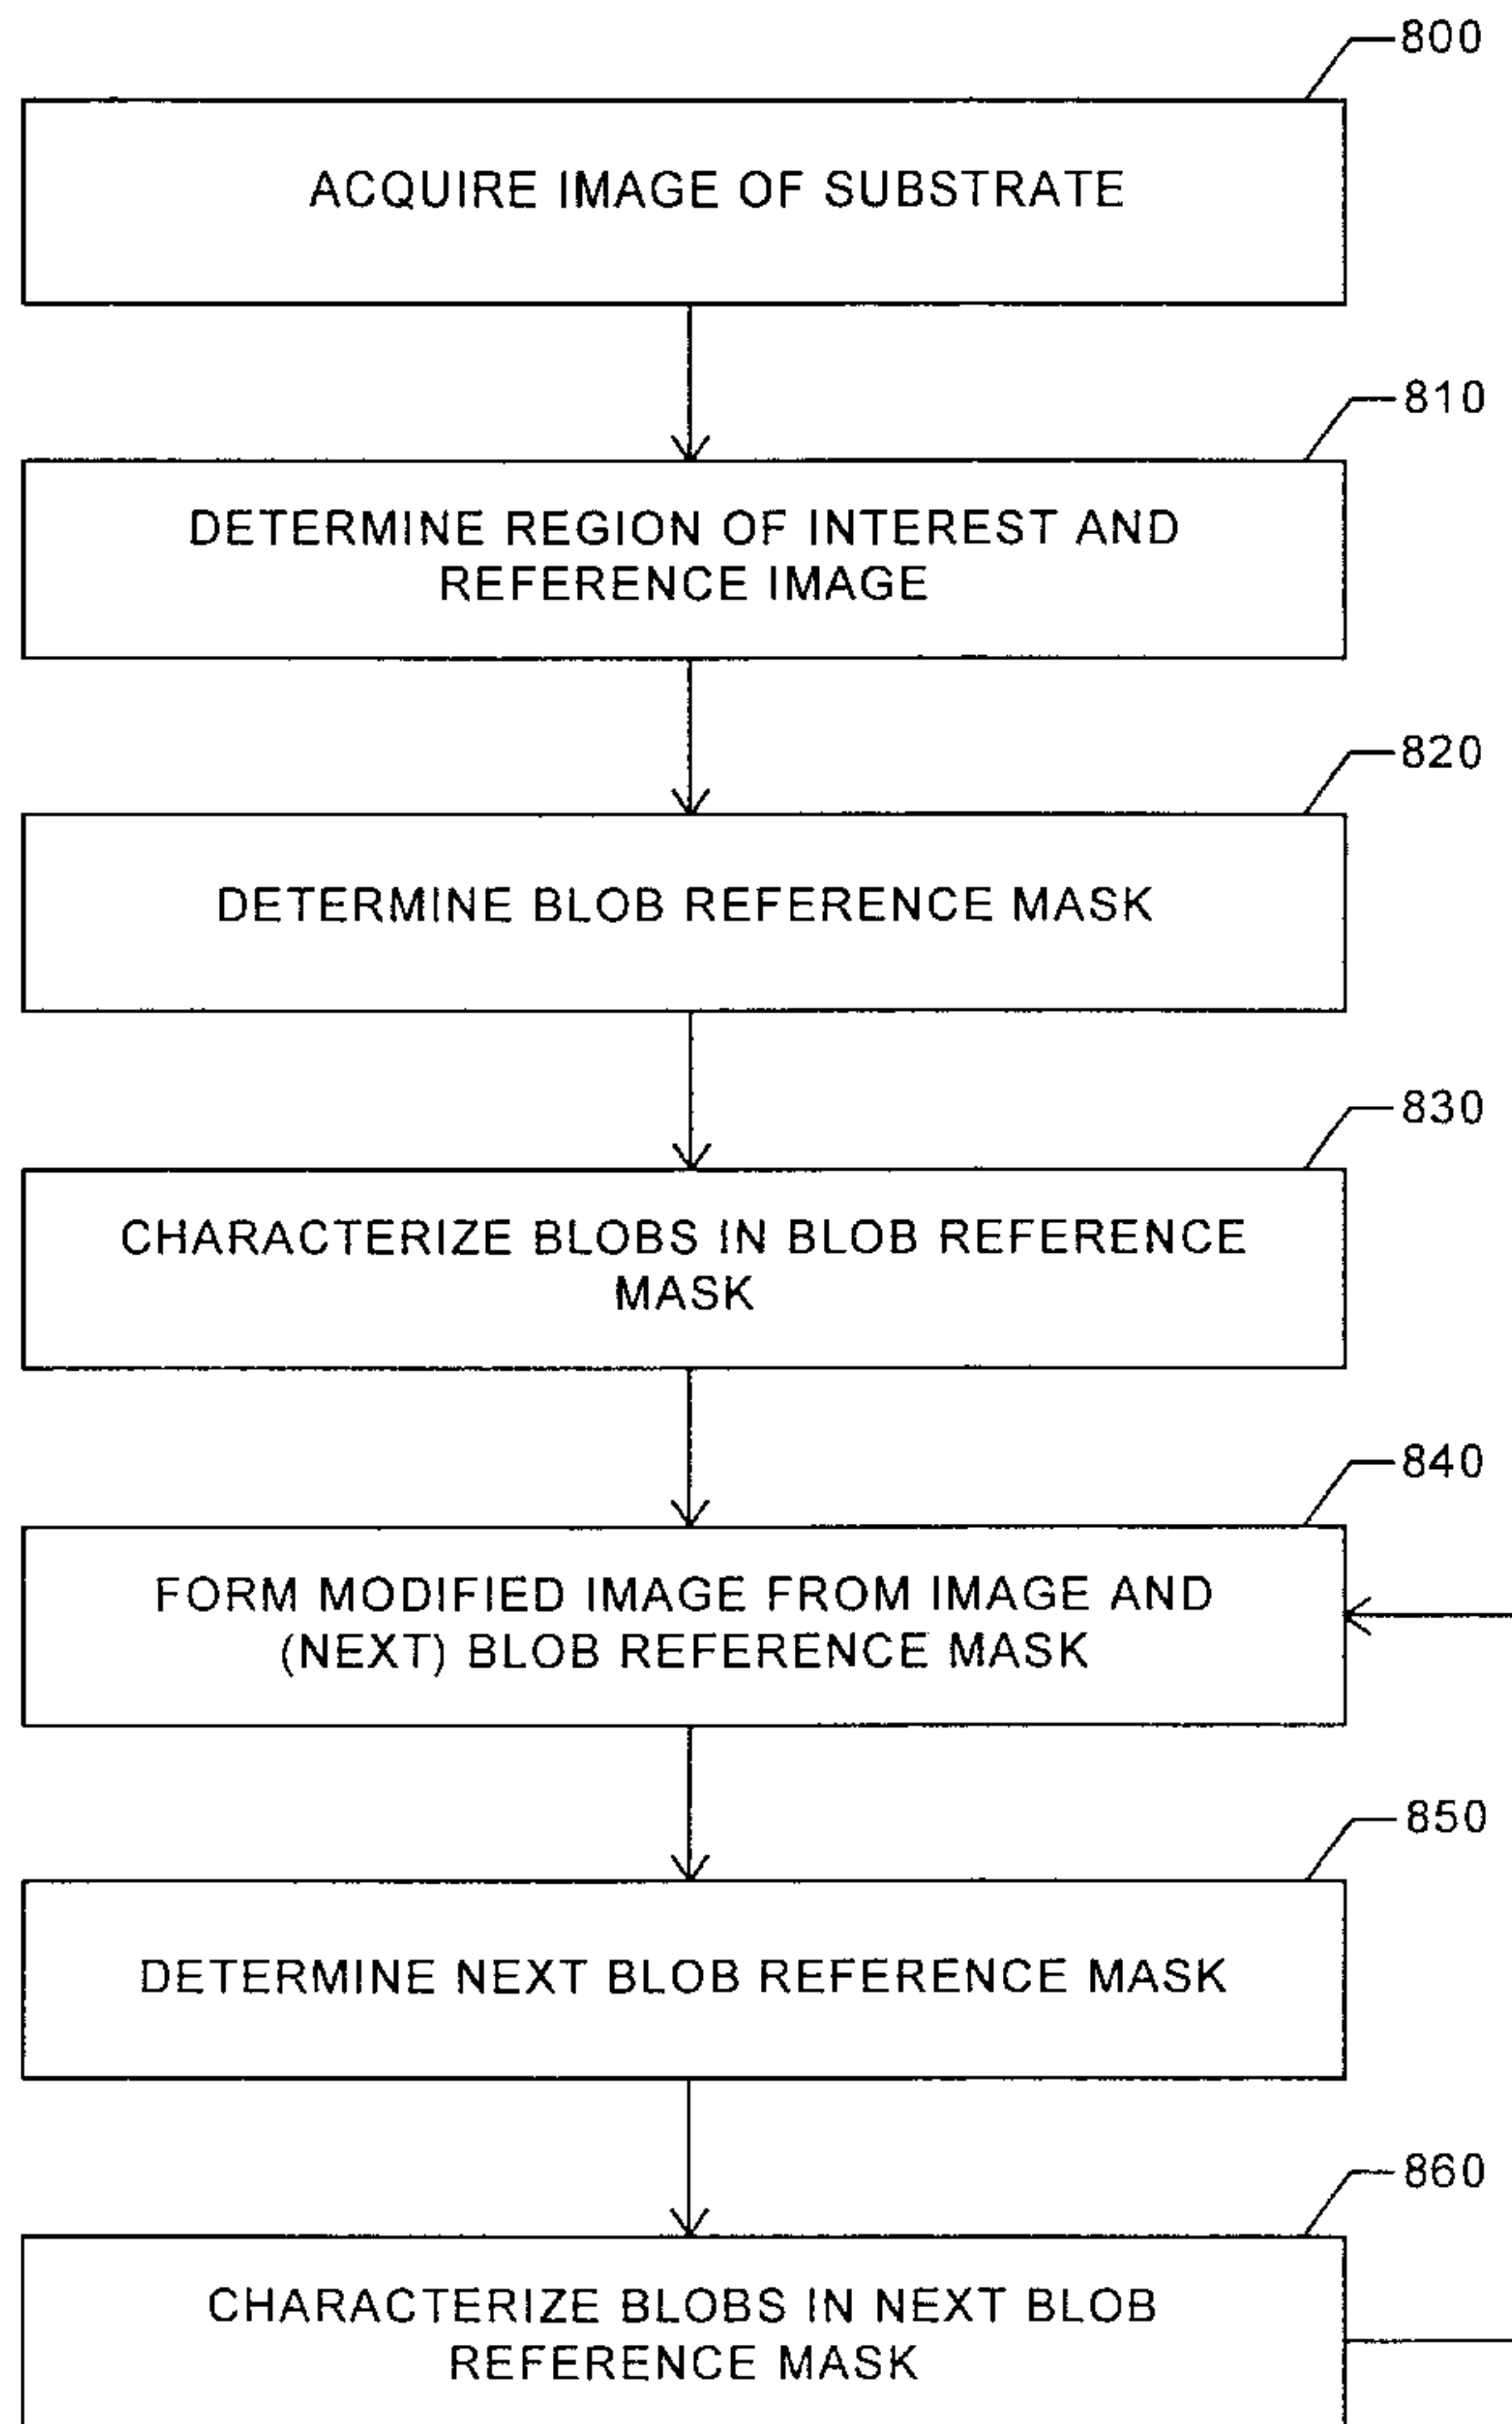 800
ACQUIRE IMAGE OF SUBSTRATE
810
DETERMINE REGION OF INTEREST AND
REFERENCE IMAGE
820
DETERMINE BLOB REFERENCE MASK
830
CHARACTERIZE BLOBS IN BLOB REFERENCE
MASK
840
FORM MODIFIED IMAGE FROM IMAGE AND
(NEXT) BLOB REFERENCE MASK
850
DETERMINE NEXT BLOB REFERENCE MASK
860
CHARACTERIZE BLOBS IN NEXT BLOB
REFERENCE MASK